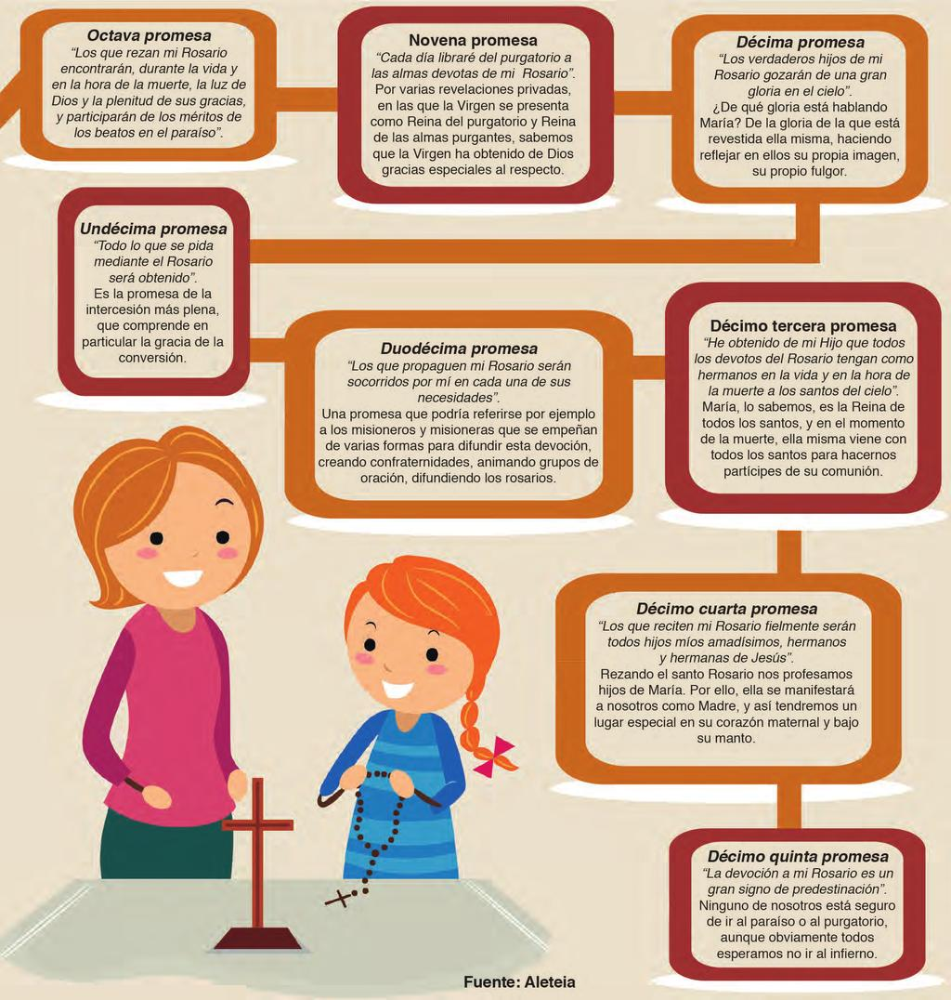 Octava promesa
“Los que rezan mi Rosario
encontrarán, durante la vida y
en la hora de la muerte, la luz de
Dios y la plenitud de sus gracias,
y participarán de los méritos de
los beatos en el paraíso”.
Novena promesa
“Cada día libraré del purgatorio a
las almas devotas de mi Rosario”.
Por varias revelaciones privadas,
en las que la Virgen se presenta
como Reina del purgatorio y Reina
de las almas purgantes, sabemos
que la Virgen ha obtenido de Dios
gracias especiales al respecto.
Décima promesa
“Los verdaderos hijos de mi
Rosario gozarán de una gran
gloria en el cielo”.
¿De qué gloria está hablando
María? De la gloria de la que está
revestida ella misma, haciendo
reflejar en ellos su propia imagen,
su propio fulgor.
Undécima promesa
“Todo lo que se pida
mediante el Rosario
será obtenido”.
Es la promesa de la
intercesión más plena,
que comprende en
particular la gracia de la
conversión.
Duodécima promesa
“Los que propaguen mi Rosario serán
socorridos por mí en cada una de sus
necesidades”.
Una promesa que podría referirse por ejemplo
a los misioneros y misioneras que se empeñan
de varias formas para difundir esta devoción,
creando confraternidades, animando grupos de
oración, difundiendo los rosarios.
Décimo tercera promesa
“He obtenido de mi Hijo que todos
los devotos del Rosario tengan como
hermanos en la vida y en la hora de
la muerte a los santos del cielo”.
María, lo sabemos, es la Reina de
todos los santos, y en el momento
de la muerte, ella misma viene con
todos los santos para hacernos
partícipes de su comunión.
Décimo cuarta promesa
“Los que reciten mi Rosario fielmente serán
todos hijos míos amadísimos, hermanos
y hermanas de Jesús”.
Rezando el santo Rosario nos profesamos
hijos de María. Por ello, ella se manifestará
a nosotros como Madre, y así tendremos un
lugar especial en su corazón maternal y bajo
su manto.
Décimo quinta promesa
“La devoción a mi Rosario es un
gran signo de predestinación”.
Ninguno de nosotros está seguro
de ir al paraíso o al purgatorio,
aunque obviamente todos
esperamos no ir al infierno.
Fuente: Aleteia